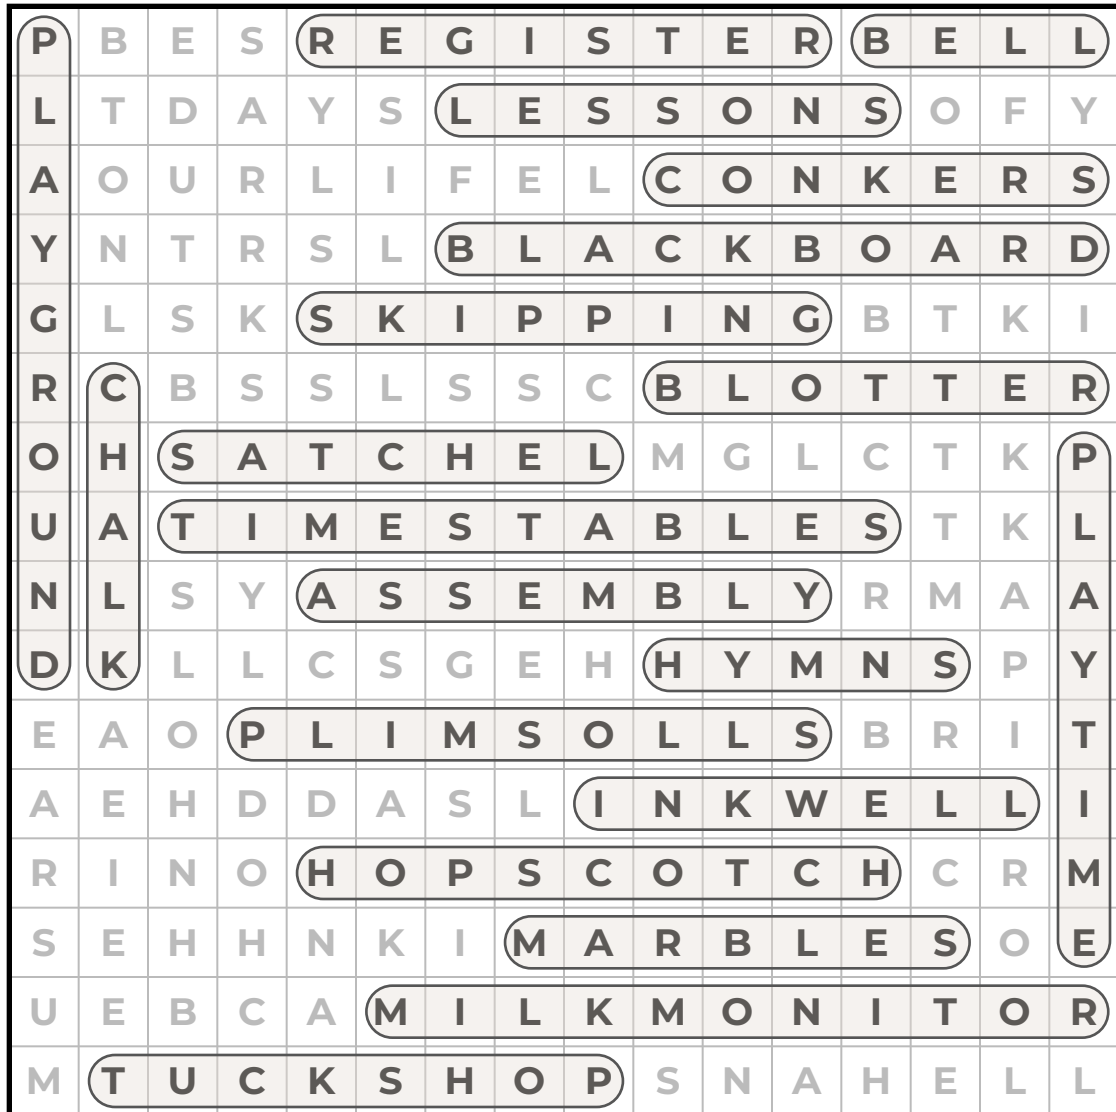 P B E S R E G I S T E R B E L L
L T D A Y S L E S S O N S O F Y
A O U R L I F E L C O N K E R S
Y N T R S L B L A C K B O A R D
G L S K S K I P P I N G B T K I
R C B S S L S S C B L O T T E R
O H S A T C H E L M G L C T K P
U A T I M E S T A B L E S T K L
N L S Y A S S E M B L Y R M A A
D K L L C S G E H H Y M N S P Y
E A O P L I M S O L L S B R I T
A E H D D A S L I N K W E L L I
R I N O H O P S C O T C H C R M
S E H H N K I M A R B L E S O E
U E B C A M I L K M O N I T O R
M T U C K S H O P S N A H E L L